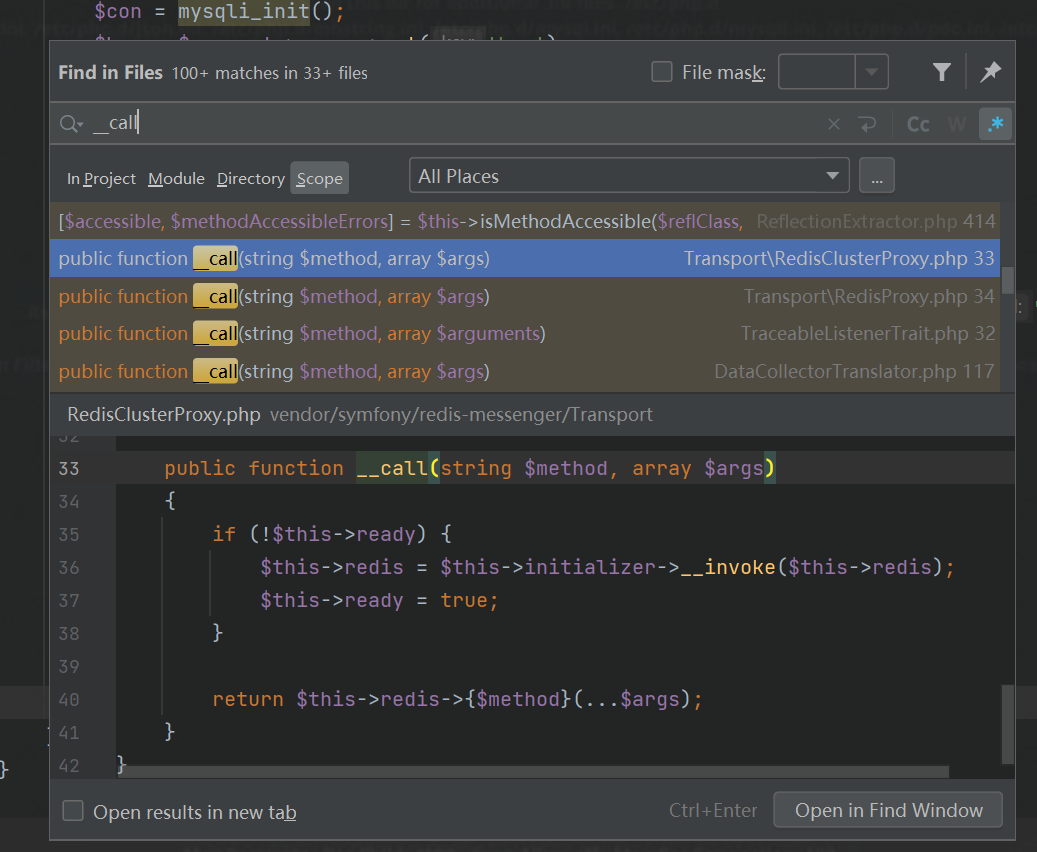 $con = mysqli_init();
Find in Files 100+ matches in 33+ files File mask:
__call Cc W .*
In Project Module Directory Scope All Places ...
[$accessible, $methodAccessibleErrors] = $this->isMethodAccessible($reflClass, ReflectionExtractor.php 414
public function __call(string $method, array $args) Transport\RedisClusterProxy.php 33
public function __call(string $method, array $args) Transport\RedisProxy.php 34
public function __call(string $method, array $arguments) TraceableListenerTrait.php 32
public function __call(string $method, array $args) DataCollectorTranslator.php 117
RedisClusterProxy.php vendor/symfony/redis-messenger/Transport
32
33 public function __call(string $method, array $args)
34 {
35 if (!$this->ready) {
36 $this->redis = $this->initializer->__invoke($this->redis);
37 $this->ready = true;
38 }
39
40 return $this->redis->{$method}(...$args);
41 }
42 }
}
Open results in new tab Ctrl+Enter Open in Find Window